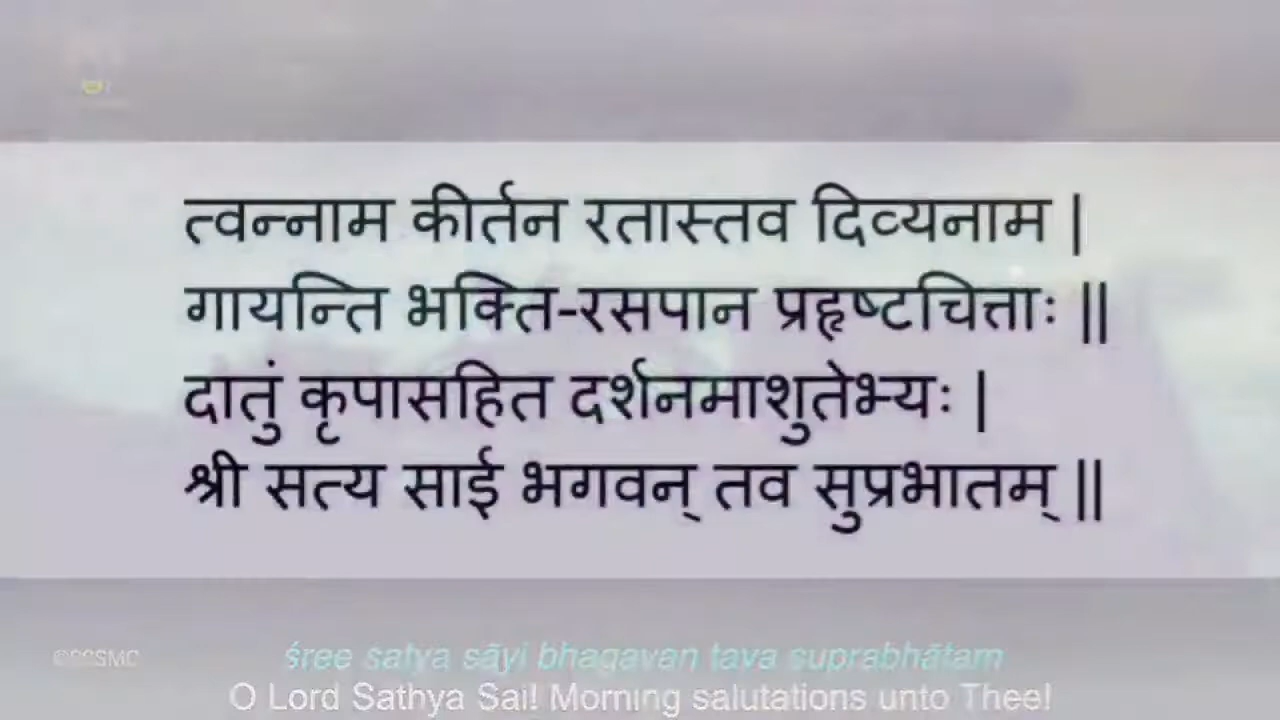 त्वन्नाम कीर्तन रतास्तव दिव्यनाम |
गायन्ति भक्ति-रसपान प्रहृष्टचित्ताः ||
दातुं कृपासहित दर्शनमाशुतेभ्यः |
श्री सत्य साई भगवन् तव सुप्रभातम् ||
©SCSMC śree satya sāyi bhagavan tava suprabhātam
O Lord Sathya Sai! Morning salutations unto Thee!